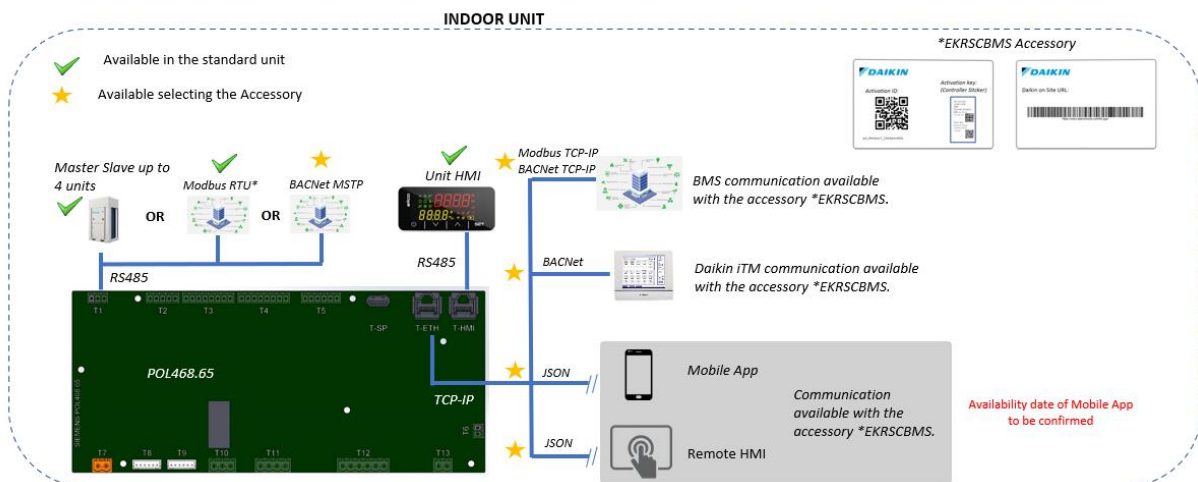 INDOOR UNIT
Available in the standard unit
Available selecting the Accessory
*EKRSCBMS Accessory
DAIKIN
Activation ID:
Activation key:
(Controller Sticker)
DAIKIN
Daikin on Site URL:
Master Slave up to
4 units
OR
Modbus RTU*
OR
BACNet MSTP
Unit HMI
Modbus TCP-IP
BACNet TCP-IP
BMS communication available
with the accessory *EKRSCBMS.
RS485
RS485
BACNet
Daikin iTM communication available
with the accessory *EKRSCBMS.
T1
T2
T3
T4
T5
T-SP
T-ETH
T-HMI
POL468.65
TCP-IP
SIEMENS POL468.65
T6
T7
T8
T9
T10
T11
T12
T13
JSON
Mobile App
Communication
available with the
accessory *EKRSCBMS.
JSON
Remote HMI
Availability date of Mobile App
to be confirmed